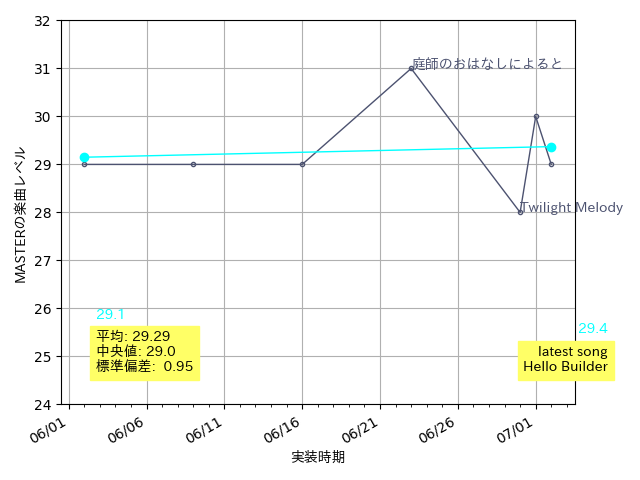 32
31
30
29
28
27
26
25
24
MASTERの楽曲レベル
庭師のおはなしによると
Twilight Melody
29.1
平均: 29.29
中央値: 29.0
標準偏差: 0.95
29.4
latest song
Hello Builder
06/01
06/06
06/11
06/16
06/21
06/26
07/01
実装時期